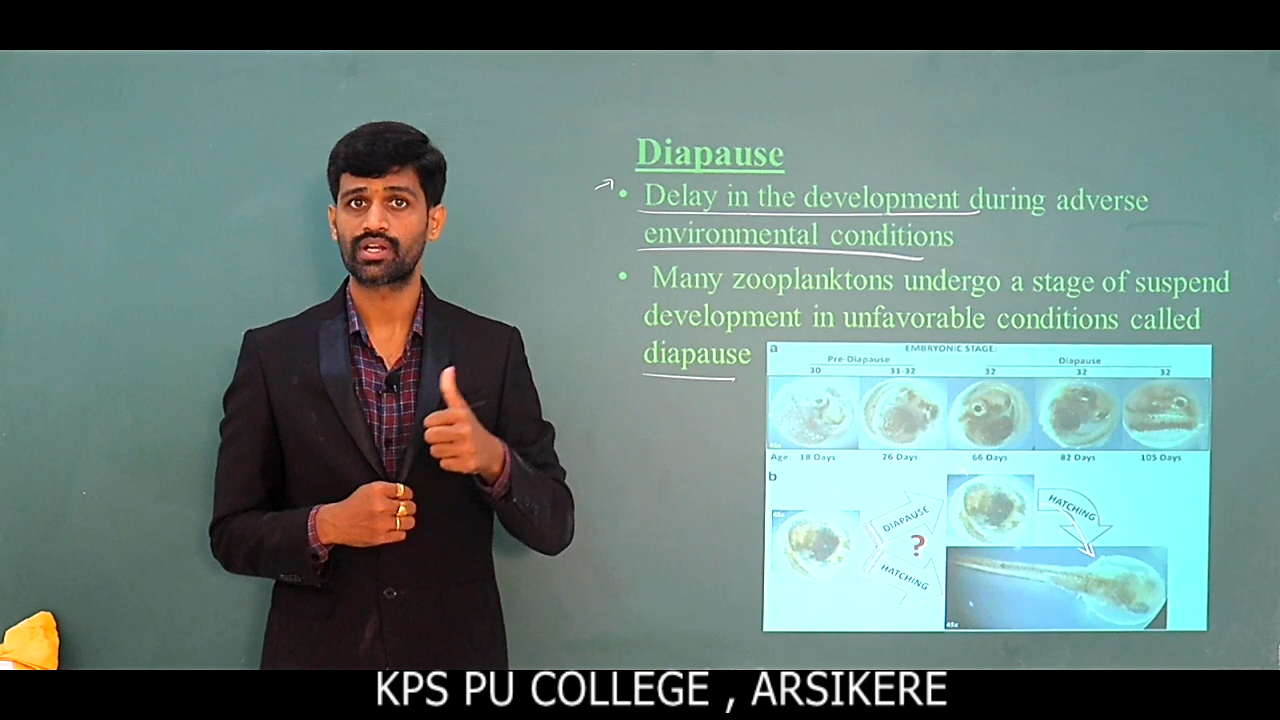 Diapause
• Delay in the development during adverse
environmental conditions
• Many zooplanktons undergo a stage of suspend
development in unfavorable conditions called
diapause
a
EMBRYONIC STAGE:
Pre-Diapause Diapause
30 31-32 32 32 32
Age: 18 Days 26 Days 66 Days 82 Days 105 Days
b
DIAPAUSE
?
HATCHING
HATCHING
45x
KPS PU COLLEGE , ARSIKERE